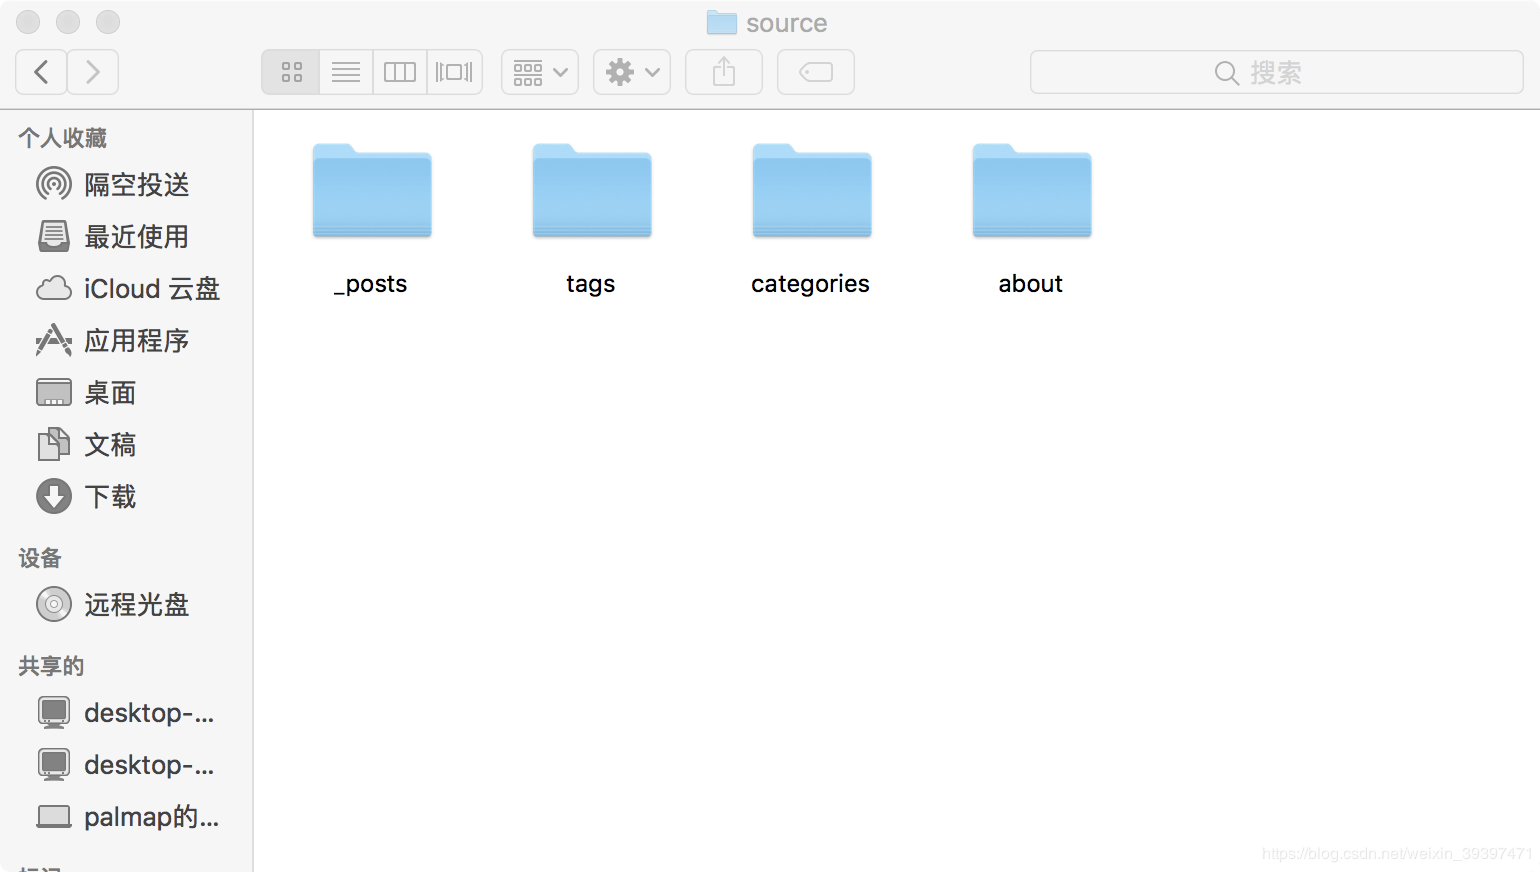 source
搜索
个人收藏
隔空投送
最近使用
iCloud 云盘
应用程序
桌面
文稿
下载
设备
远程光盘
共享的
desktop-...
desktop-...
palmap的...
_posts
tags
categories
about
https://blog.csdn.net/weixin_39397471